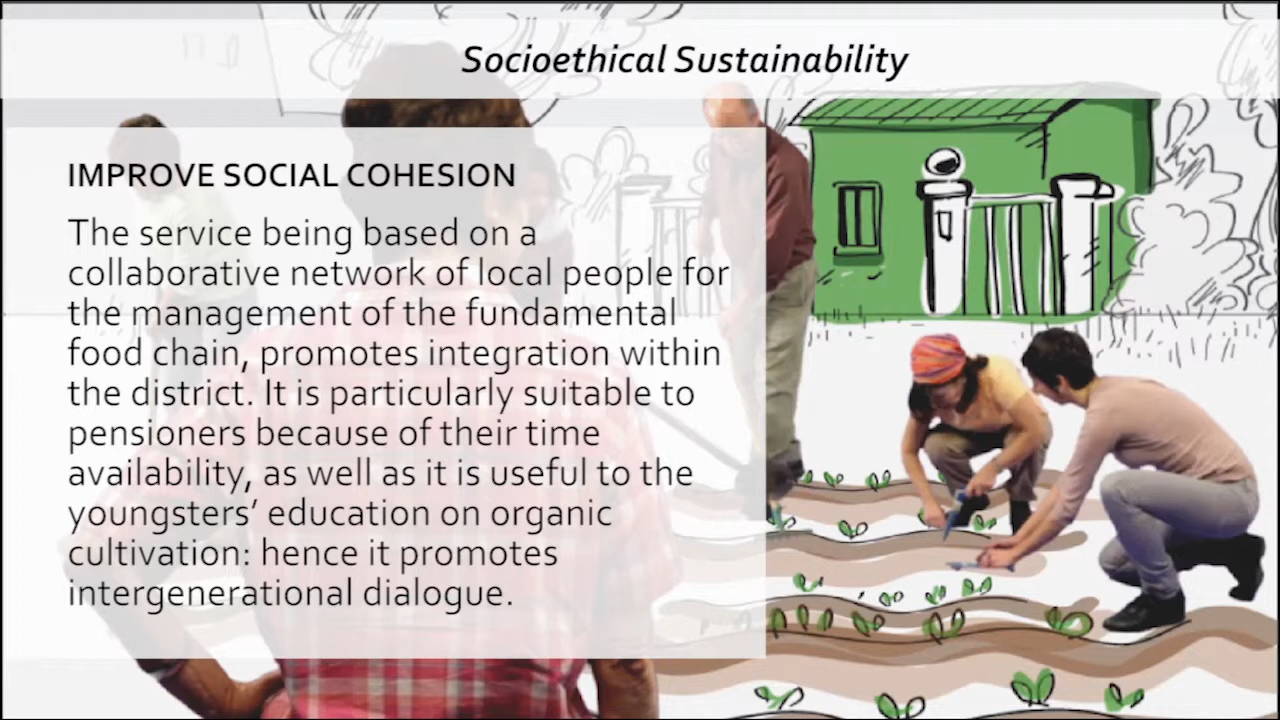 Socioethical Sustainability
IMPROVE SOCIAL COHESION
The service being based on a
collaborative network of local people for
the management of the fundamental
food chain, promotes integration within
the district. It is particularly suitable to
pensioners because of their time
availability, as well as it is useful to the
youngsters’ education on organic
cultivation: hence it promotes
intergenerational dialogue.